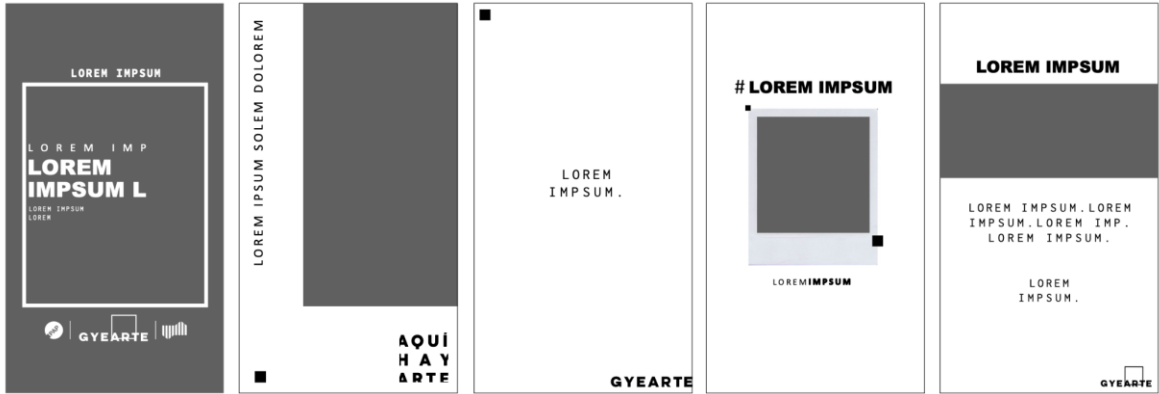 LOREM IMPSUM
LOREM IMP
LOREM
IMPSUM L
LOREM IMPSUM
LOREM
GYEARTE
LOREM IPSUM SOLEM DOLOREM
AQUÍ
HAY
ARTE
LOREM
IMPSUM.
GYEARTE
# LOREM IMPSUM
LOREMIMPSUM
LOREM IMPSUM
LOREM IMPSUM.LOREM
IMPSUM.LOREM IMP.
LOREM IMPSUM.
LOREM
IMPSUM.
GYEARTE